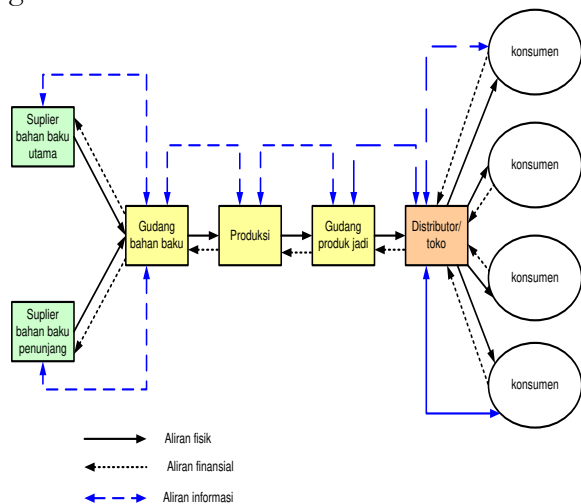 konsumen
Suplier
bahan baku
utama
konsumen
Gudang
bahan baku
Produksi
Gudang
produk jadi
Distributor/
toko
konsumen
Suplier
bahan baku
penunjang
konsumen
Aliran fisik
Aliran finansial
Aliran informasi